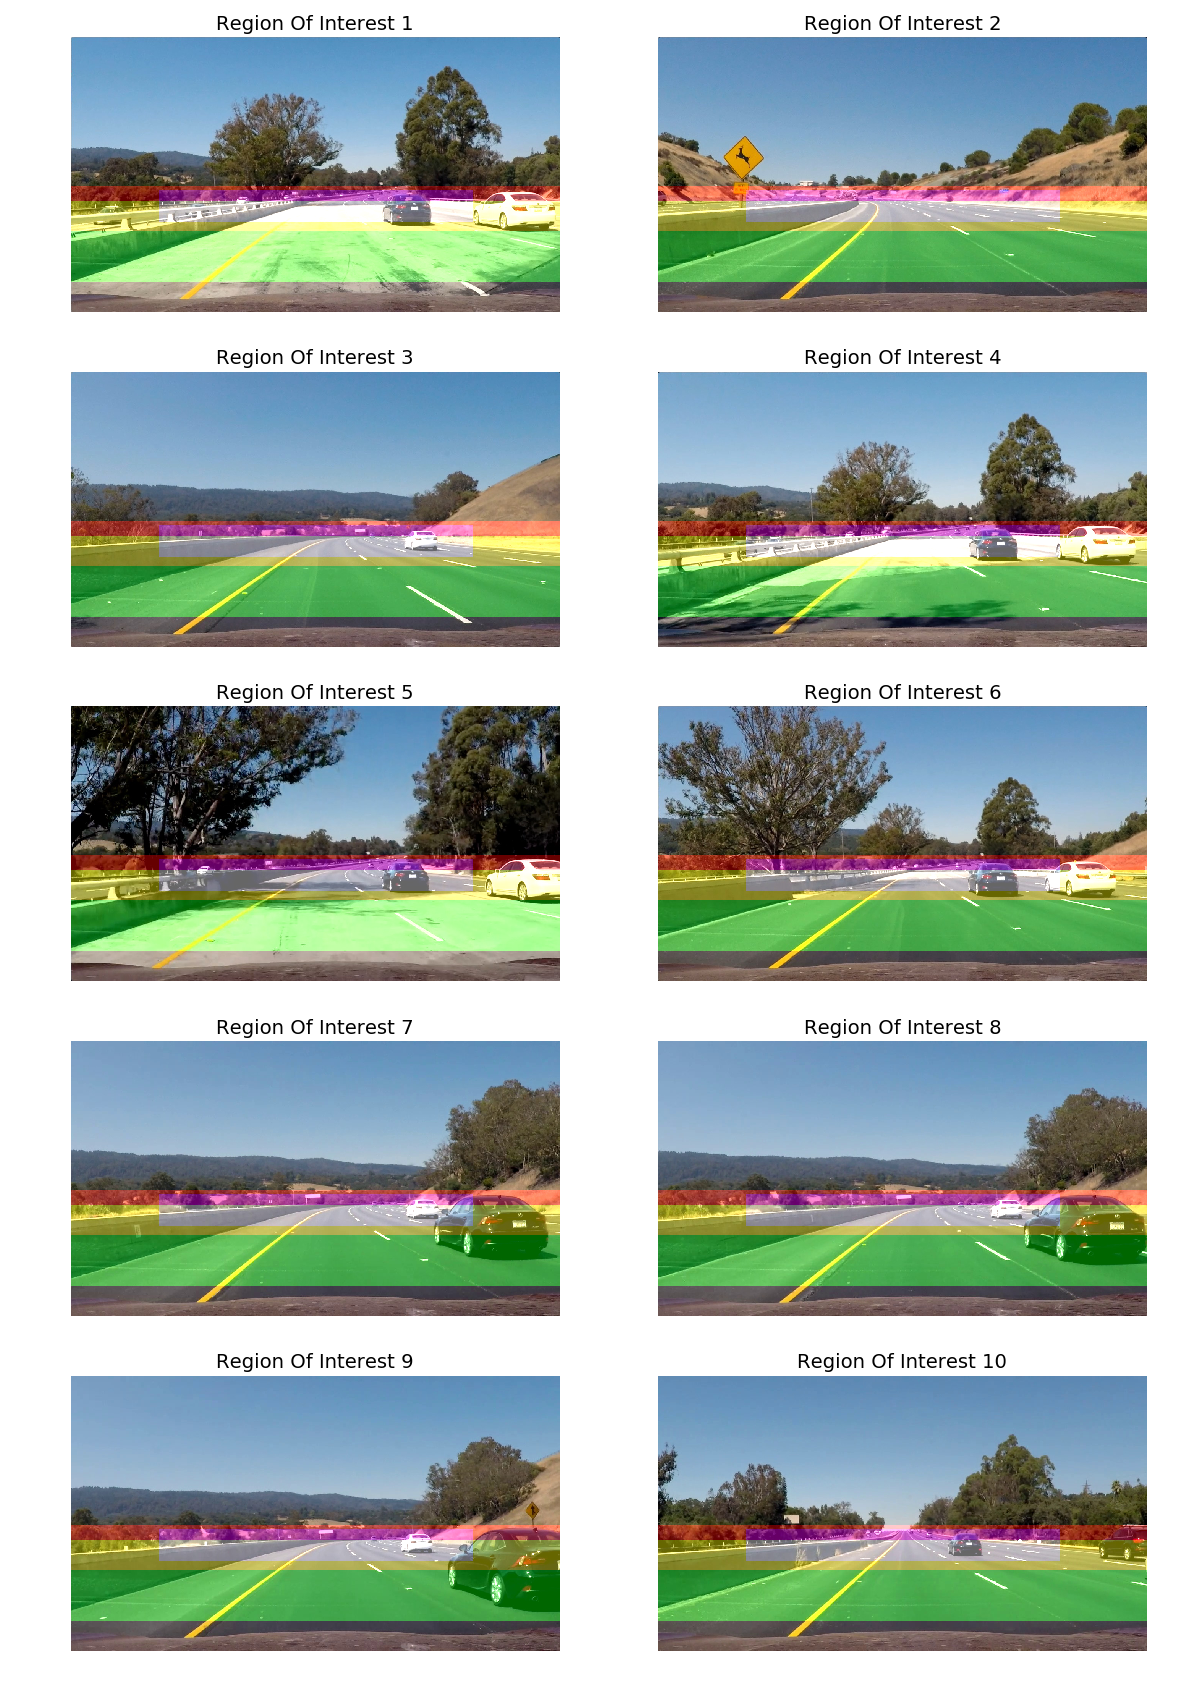 Region Of Interest 1
Region Of Interest 2
Region Of Interest 3
Region Of Interest 4
Region Of Interest 5
Region Of Interest 6
Region Of Interest 7
Region Of Interest 8
Region Of Interest 9
Region Of Interest 10